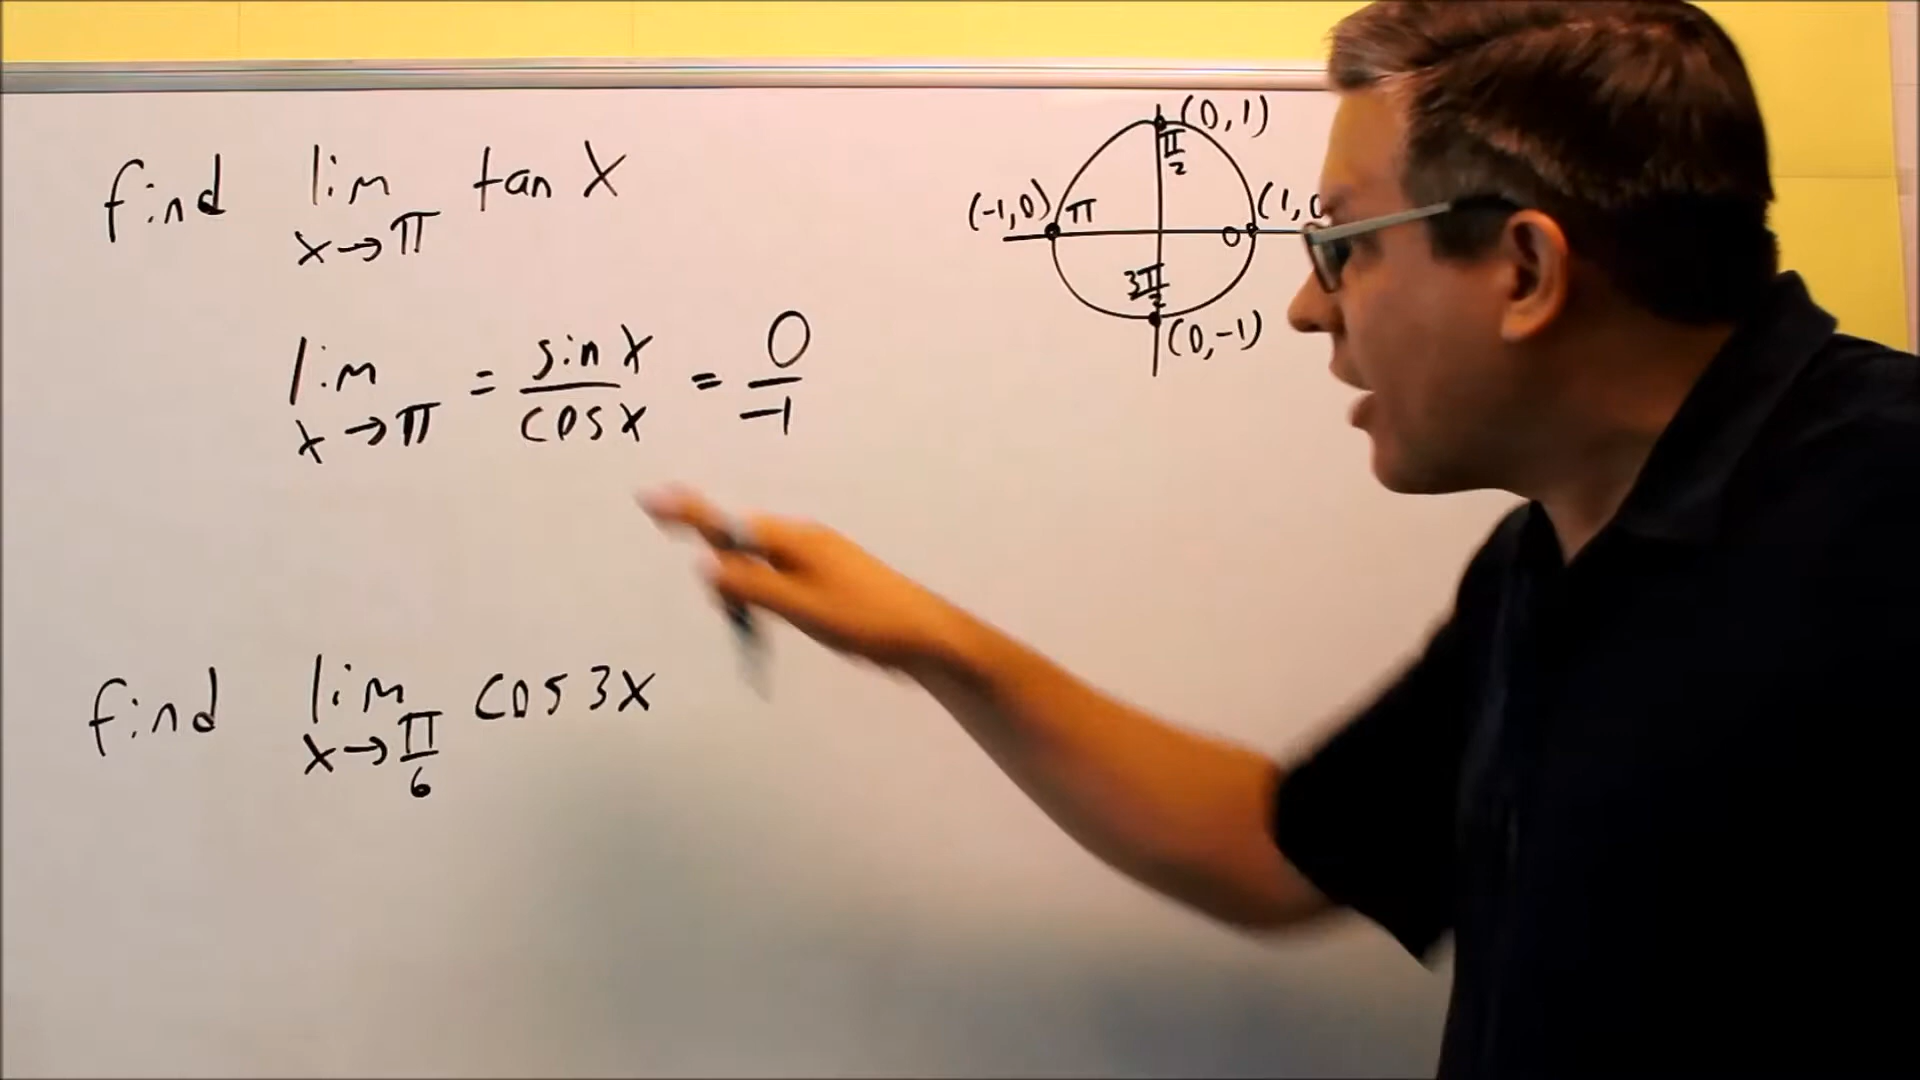 find lim tan x
x→π
lim = sin x / cos x = 0 / -1
x→π
find lim cos 3x
x→π/6
(0,1)
π/2
(-1,0) π
0
3π/2
(0,-1)